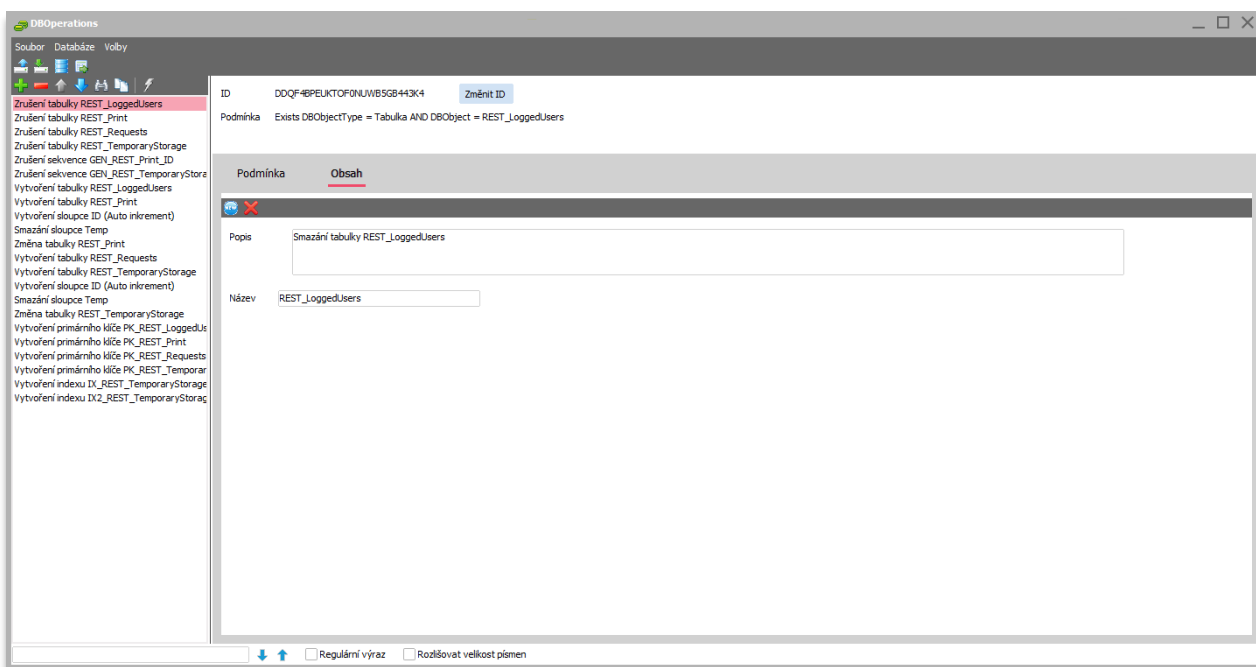 DBOperations
Soubor Databáze Volby
Zrušení tabulky REST_LoggedUsers
Zrušení tabulky REST_Print
Zrušení tabulky REST_Requests
Zrušení tabulky REST_TemporaryStorage
Zrušení sekvence GEN_REST_Print_ID
Zrušení sekvence GEN_REST_TemporaryStora
Vytvoření tabulky REST_LoggedUsers
Vytvoření tabulky REST_Print
Vytvoření sloupce ID (Auto inkrement)
Smazání sloupce Temp
Změna tabulky REST_Print
Vytvoření tabulky REST_Requests
Vytvoření tabulky REST_TemporaryStorage
Vytvoření sloupce ID (Auto inkrement)
Smazání sloupce Temp
Změna tabulky REST_TemporaryStorage
Vytvoření primárního klíče PK_REST_LoggedUs
Vytvoření primárního klíče PK_REST_Print
Vytvoření primárního klíče PK_REST_Requests
Vytvoření primárního klíče PK_REST_Temporar
Vytvoření indexu IX_REST_TemporaryStorage
Vytvoření indexu IX2_REST_TemporaryStorag
ID DDQF4BPEUKTOF0NUWB5GB443K4 Změnit ID
Podmínka Exists DBObjectType = Tabulka AND DBObject = REST_LoggedUsers
Podmínka Obsah
Popis Smazání tabulky REST_LoggedUsers
Název REST_LoggedUsers
Regulární výraz Rozlišovat velikost písmen